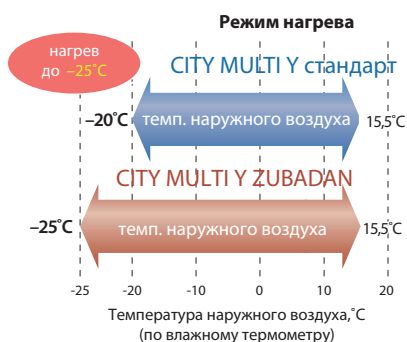 Режим нагрева
нагрев
до –25˚C
CITY MULTI Y стандарт
–20˚C
темп. наружного воздуха
15,5˚C
CITY MULTI Y ZUBADAN
–25˚C
темп. наружного воздуха
15,5˚C
-25 -20 -10 0 10 20
Температура наружного воздуха,˚C
(по влажному термометру)